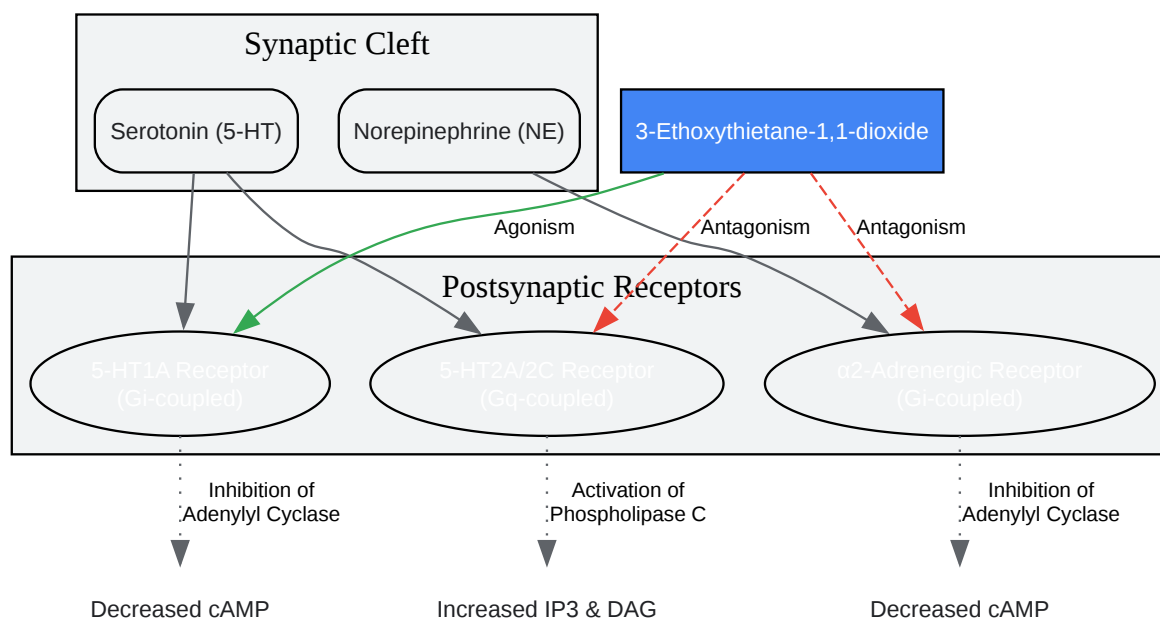 Synaptic Cleft
Serotonin (5-HT)
Norepinephrine (NE)
3-Ethoxythietane-1,1-dioxide
Agonism
Antagonism
Antagonism
Postsynaptic Receptors
5-HT1A Receptor
(Gi-coupled)
5-HT2A/2C Receptor
(Gq-coupled)
α2-Adrenergic Receptor
(Gi-coupled)
Inhibition of
Adenylyl Cyclase
Activation of
Phospholipase C
Inhibition of
Adenylyl Cyclase
Decreased cAMP
Increased IP3 & DAG
Decreased cAMP